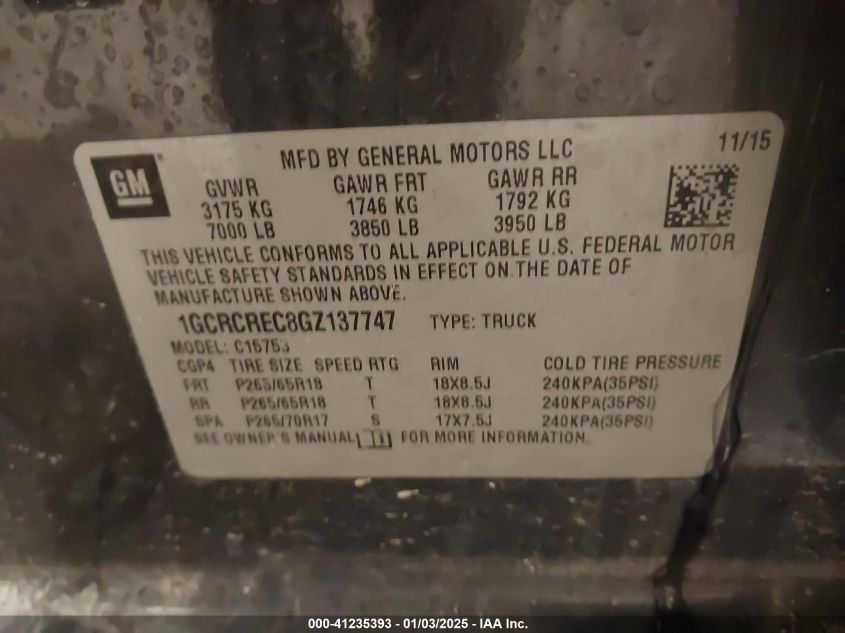 GM
MFD BY GENERAL MOTORS LLC
11/15
GVWR GAWR FRT GAWR RR
3175 KG 1746 KG 1792 KG
7000 LB 3850 LB 3950 LB
THIS VEHICLE CONFORMS TO ALL APPLICABLE U.S. FEDERAL MOTOR
VEHICLE SAFETY STANDARDS IN EFFECT ON THE DATE OF
MANUFACTURE SHOWN ABOVE.
1GCRCREC8GZ137747 TYPE: TRUCK
MODEL: C15753
CGP4 TIRE SIZE SPEED RTG RIM COLD TIRE PRESSURE
FRT P265/65R18 T 18X8.5J 240KPA(35PSI)
RR P265/65R18 T 18X8.5J 240KPA(35PSI)
SPA P265/70R17 S 17X7.5J 240KPA(35PSI)
SEE OWNER'S MANUAL FOR MORE INFORMATION.
000-41235393 - 01/03/2025 - IAA Inc.